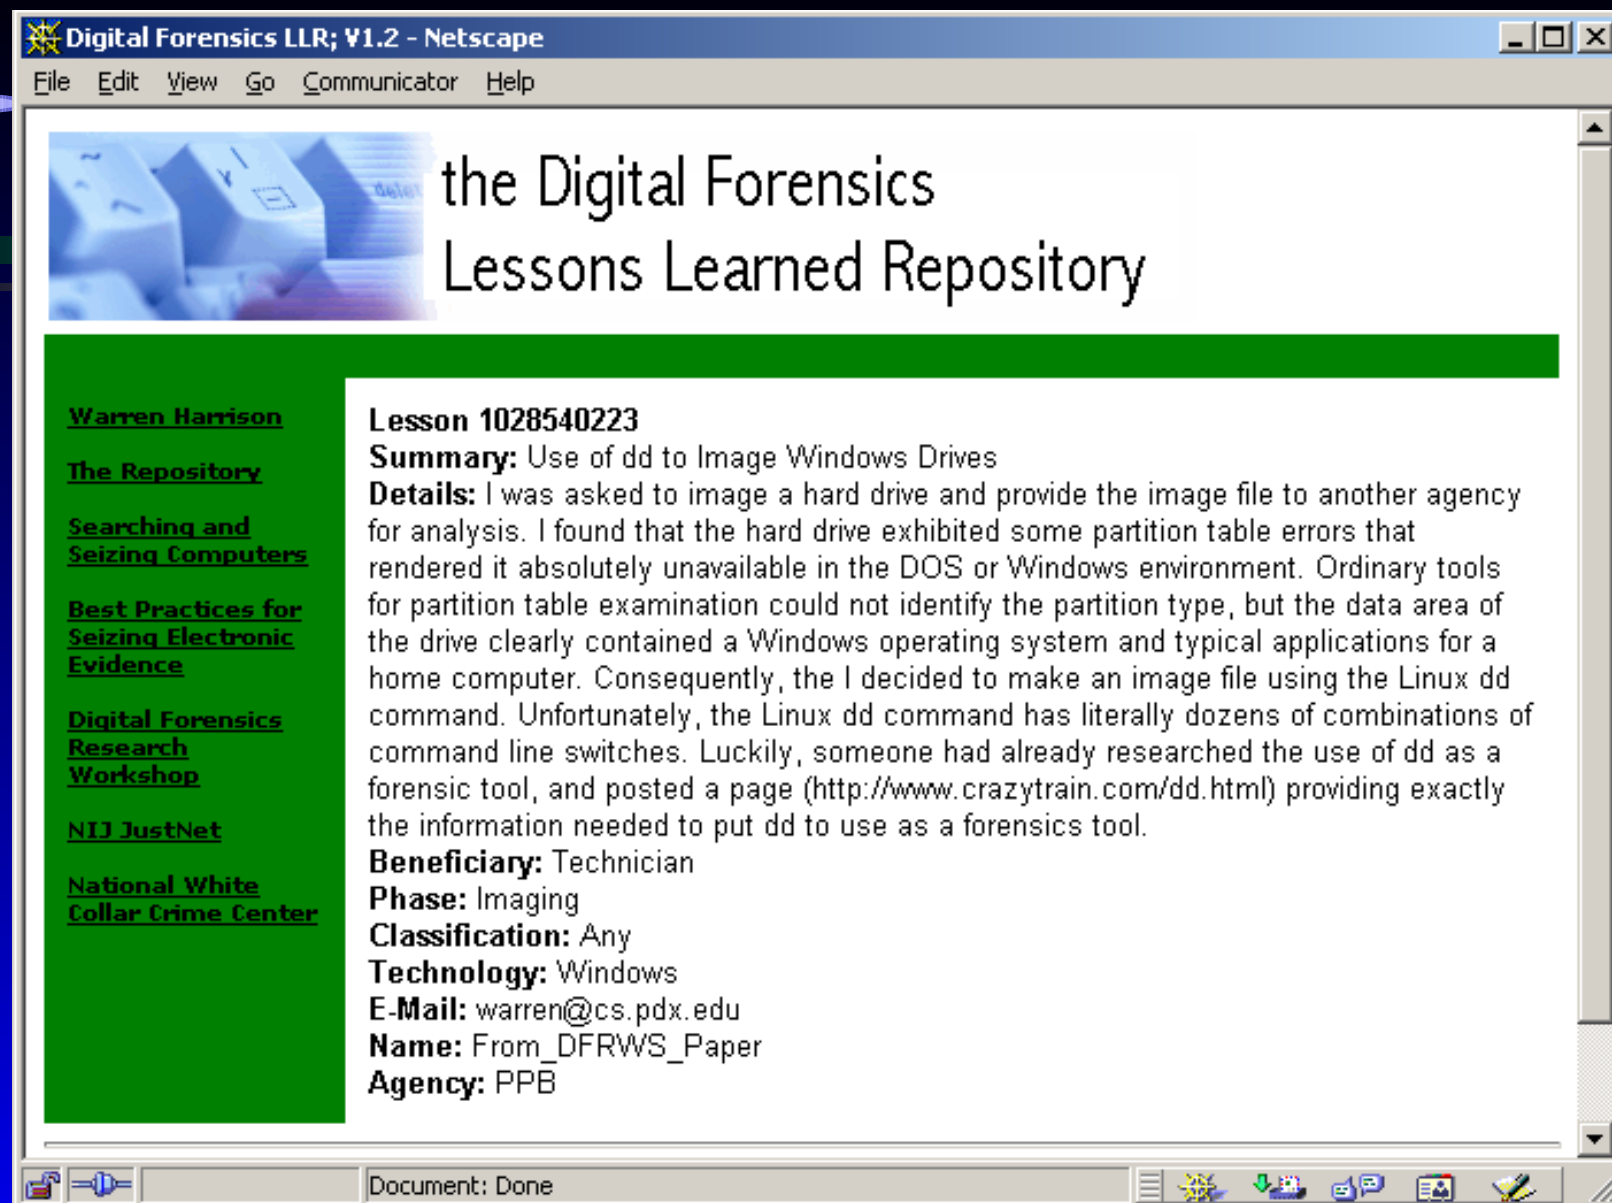 Digital Forensics LLR; V1.2 - Netscape
File Edit View Go Communicator Help
delete
the Digital Forensics
Lessons Learned Repository
Warren Harrison
The Repository
Searching and
Seizing Computers
Best Practices for
Seizing Electronic
Evidence
Digital Forensics
Research
Workshop
NIJ JustNet
National White
Collar Crime Center
Lesson 1028540223
Summary: Use of dd to Image Windows Drives
Details: I was asked to image a hard drive and provide the image file to another agency
for analysis. I found that the hard drive exhibited some partition table errors that
rendered it absolutely unavailable in the DOS or Windows environment. Ordinary tools
for partition table examination could not identify the partition type, but the data area of
the drive clearly contained a Windows operating system and typical applications for a
home computer. Consequently, the I decided to make an image file using the Linux dd
command. Unfortunately, the Linux dd command has literally dozens of combinations of
command line switches. Luckily, someone had already researched the use of dd as a
forensic tool, and posted a page (http://www.crazytrain.com/dd.html) providing exactly
the information needed to put dd to use as a forensics tool.
Beneficiary: Technician
Phase: Imaging
Classification: Any
Technology: Windows
E-Mail: warren@cs.pdx.edu
Name: From_DFRWS_Paper
Agency: PPB
Document: Done